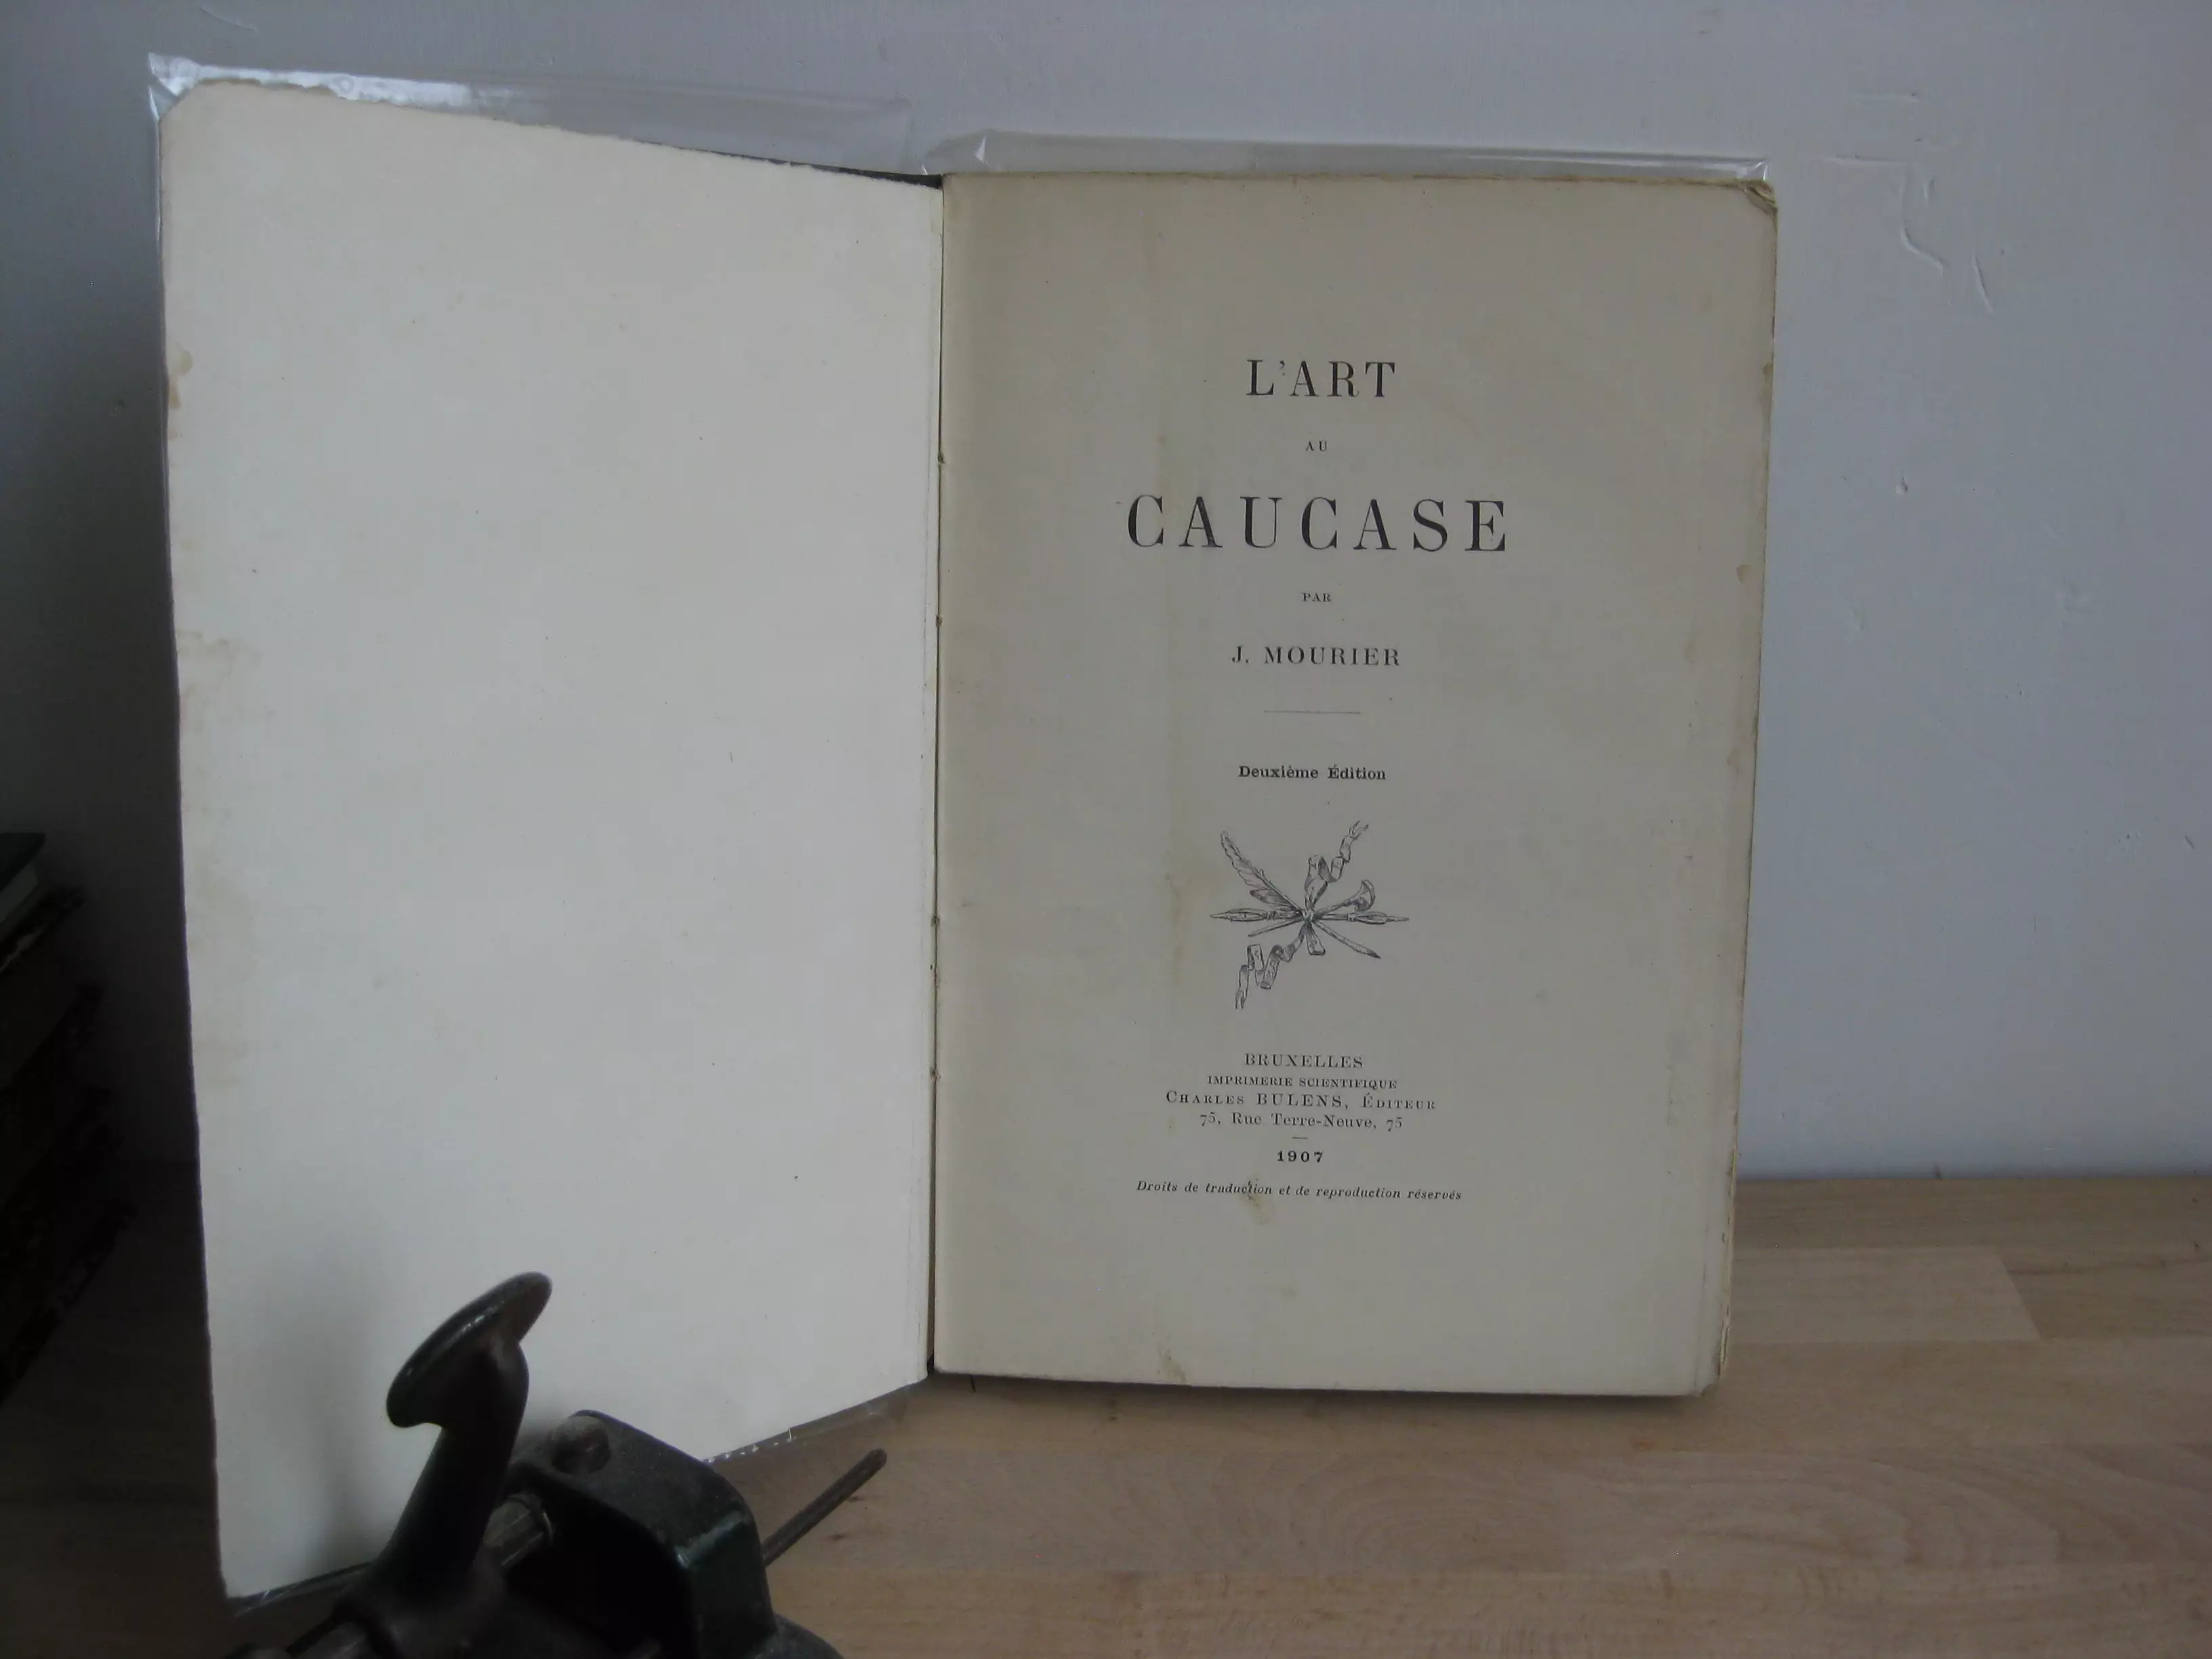 L'ART
AU
CAUCASE
PAR
J. MOURIER
Deuxième Édition
BRUXELLES
IMPRIMERIE SCIENTIFIQUE
CHARLES BULENS, ÉDITEUR
75, Rue Terre-Neuve, 75
1907
Droits de traduction et de reproduction réservés